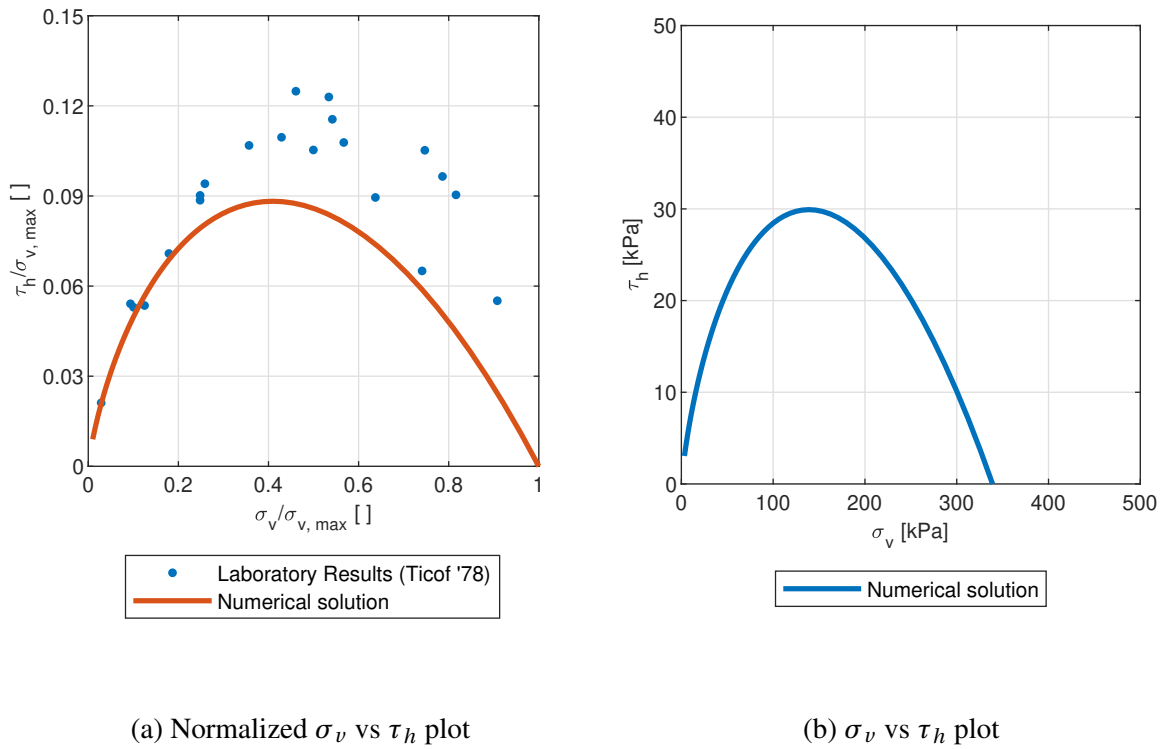 0.15
0.12
0.09
0.06
0.03
0
0
0.2
0.4
0.6
0.8
1
τh/σv, max [ ]
σv/σv, max [ ]
Laboratory Results (Ticof '78)
Numerical solution
(a) Normalized σv vs τh plot
50
40
30
20
10
0
0
100
200
300
400
500
τh [kPa]
σv [kPa]
Numerical solution
(b) σv vs τh plot